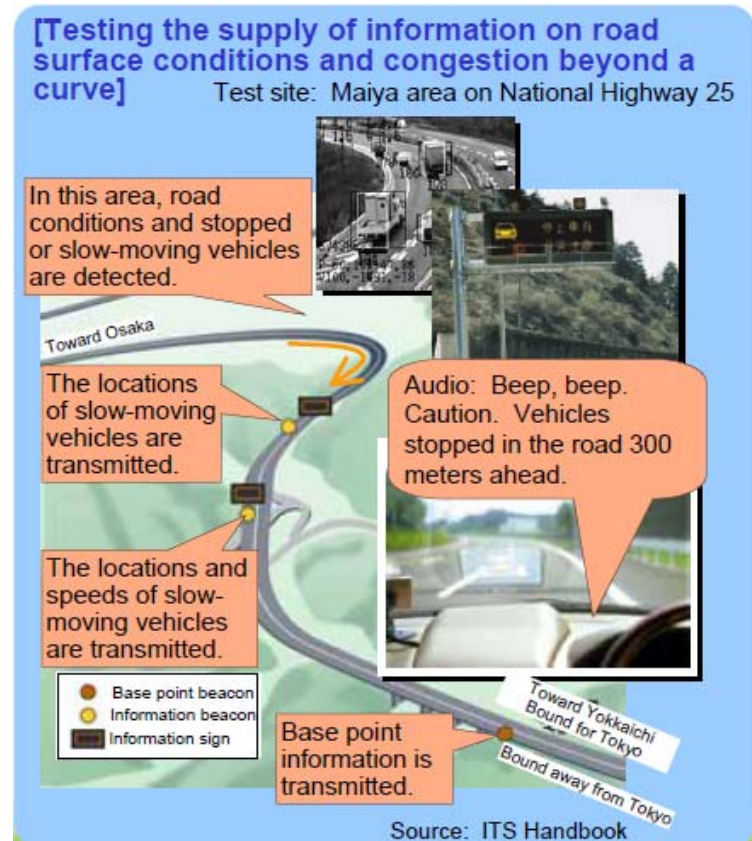 [Testing the supply of information on road
surface conditions and congestion beyond a
curve]
Test site: Maiya area on National Highway 25
In this area, road
conditions and stopped
or slow-moving vehicles
are detected.
Toward Osaka
The locations
of slow-moving
vehicles are
transmitted.
Audio: Beep, beep.
Caution. Vehicles
stopped in the road 300
meters ahead.
The locations and
speeds of slow-
moving vehicles
are transmitted.
Base point beacon
Information beacon
Information sign
Base point
information is
transmitted.
Toward Yokkaichi
Bound for Tokyo
Bound away from Tokyo
Source: ITS Handbook